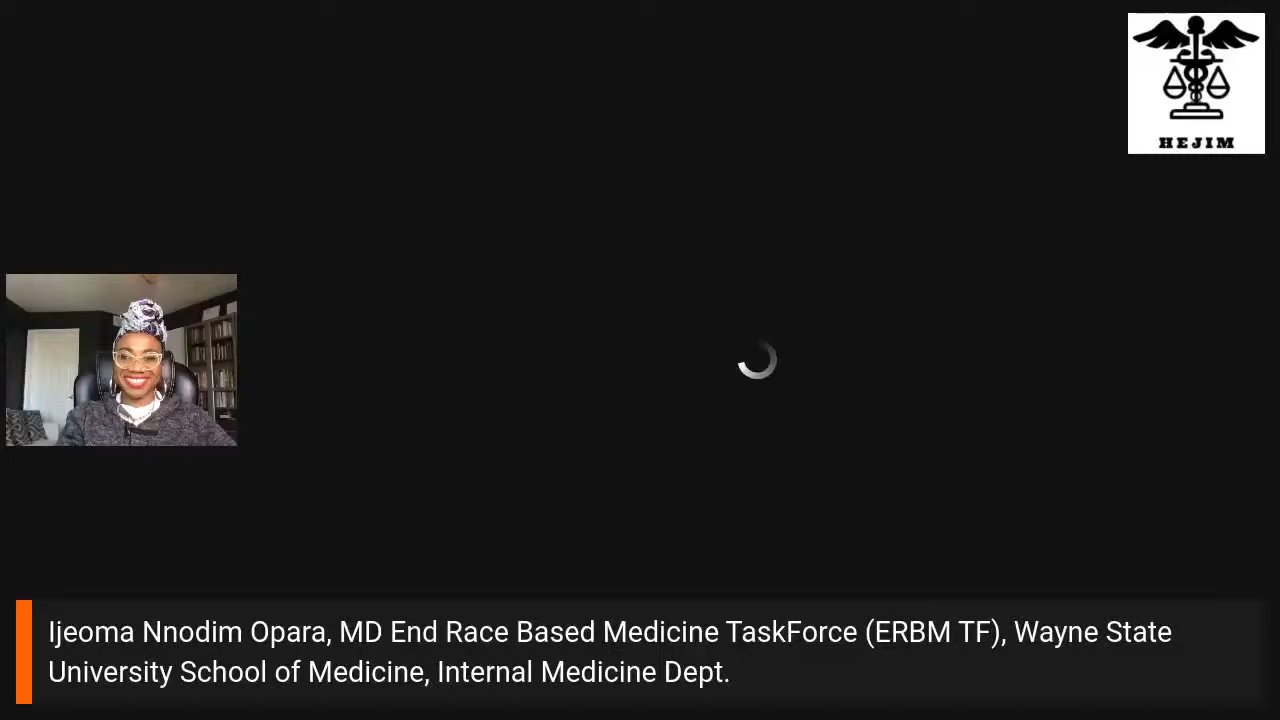 HEJIM
Ijeoma Nnodim Opara, MD End Race Based Medicine TaskForce (ERBM TF), Wayne State
University School of Medicine, Internal Medicine Dept.